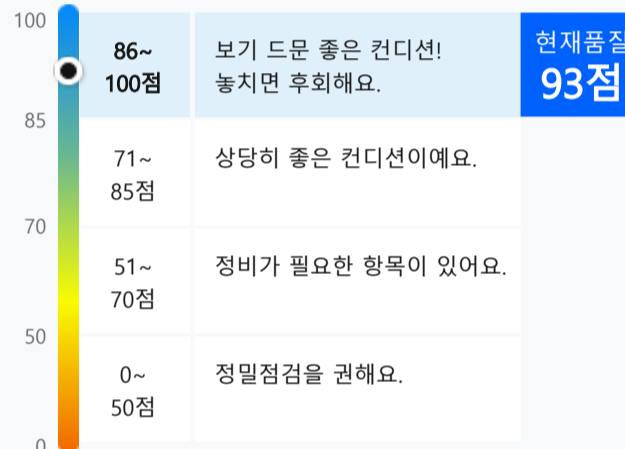 100
86~
100점
보기 드문 좋은 컨디션!
놓치면 후회해요.
현재품질
93점
85
71~
85점
상당히 좋은 컨디션이예요.
70
51~
70점
정비가 필요한 항목이 있어요.
50
0~
50점
정밀점검을 권해요.
0